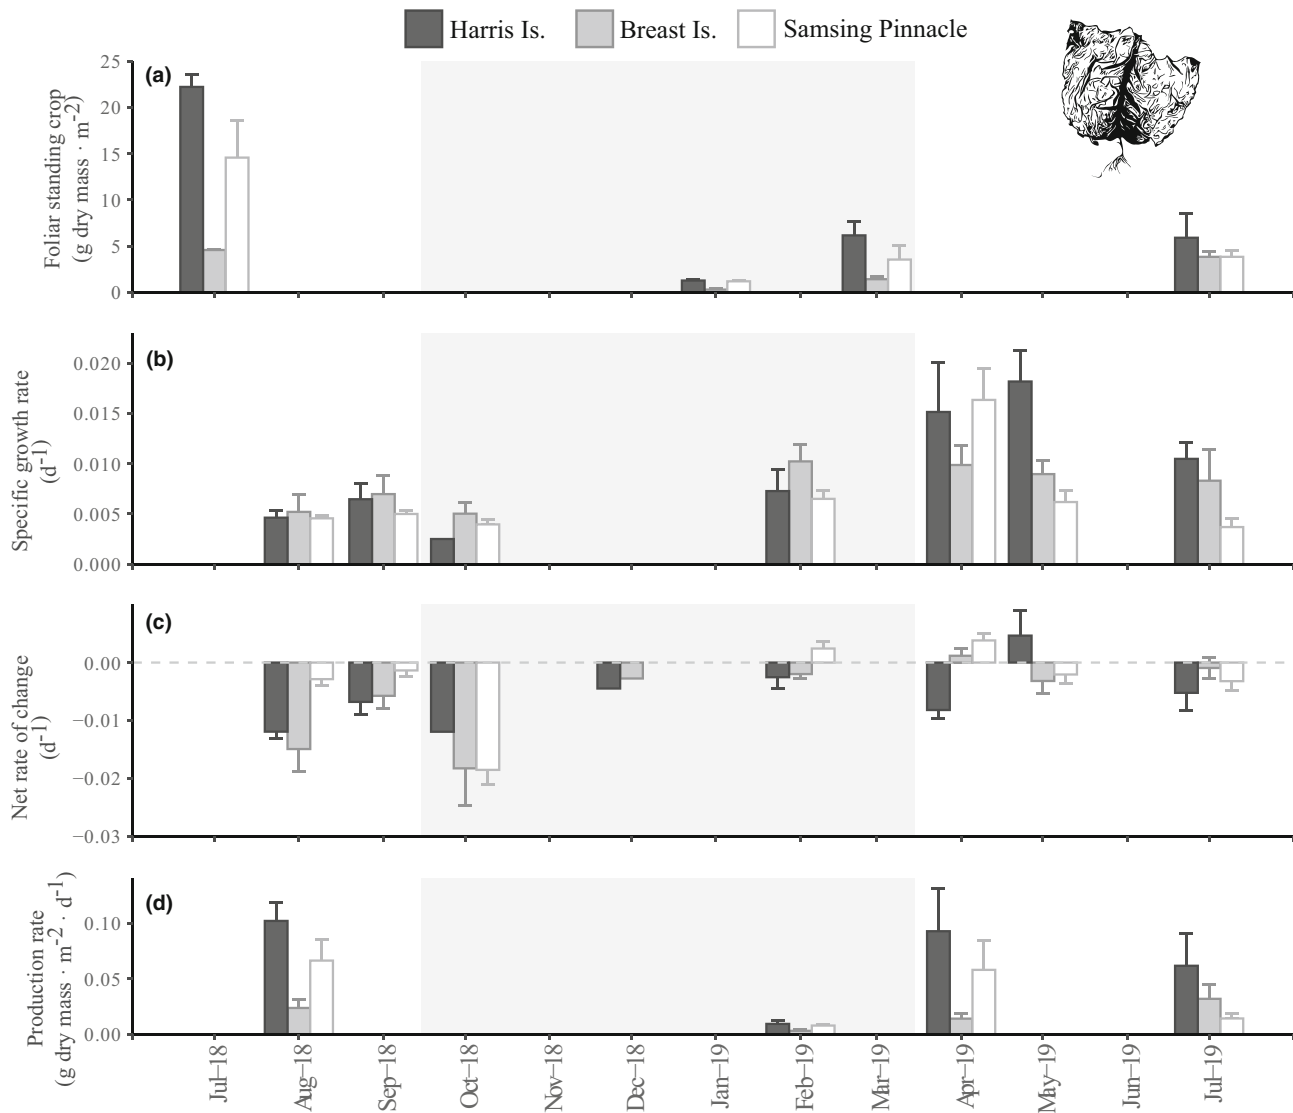 Harris Is. Breast Is. Samsing Pinnacle
(a)
Foliar standing crop
(g dry mass · m-2)
25
20
15
10
5
0
(b)
Specific growth rate
(d-1)
0.020
0.015
0.010
0.005
0.000
(c)
Net rate of change
(d-1)
0.00
−0.01
−0.02
−0.03
(d)
Production rate
(g dry mass · m-2 · d-1)
0.10
0.05
0.00
Jul−18
Aug−18
Sep−18
Oct−18
Nov−18
Dec−18
Jan−19
Feb−19
Mar−19
Apr−19
May−19
Jun−19
Jul−19